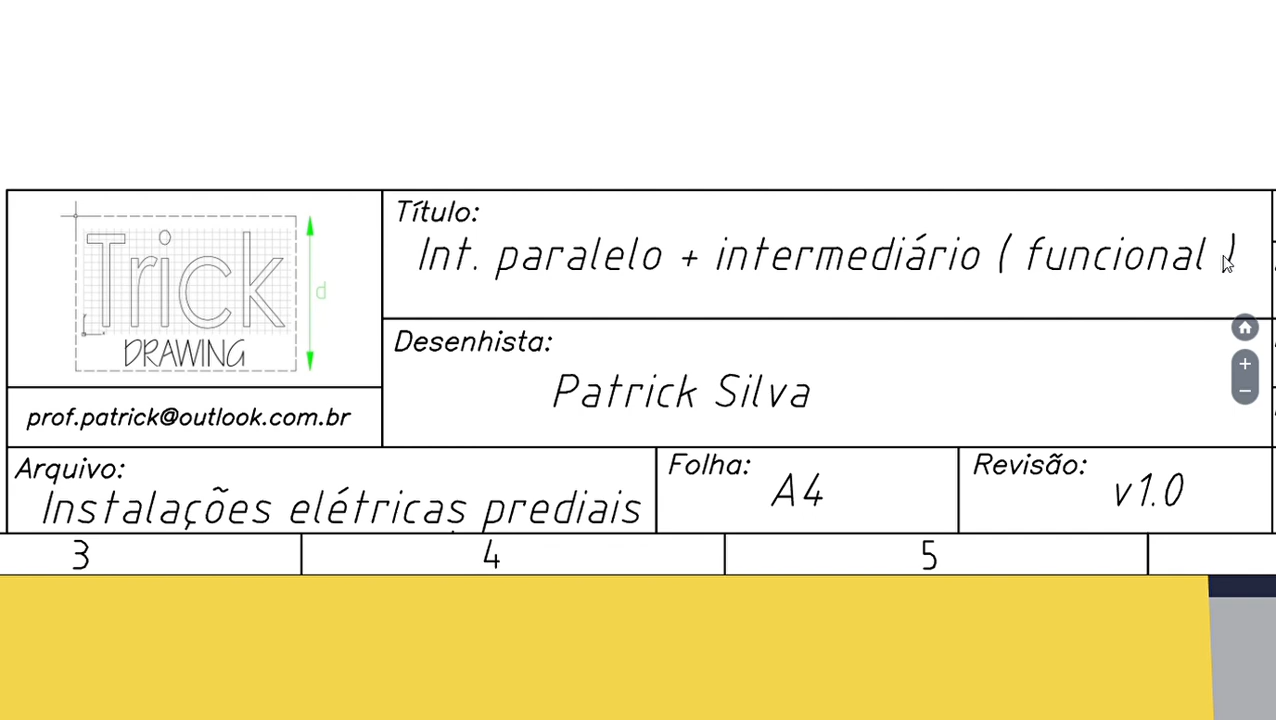 Trick
DRAWING
d
prof.patrick@outlook.com.br
Título:
Int. paralelo + intermediário ( funcional )
Desenhista:
Patrick Silva
Arquivo:
Instalações elétricas prediais
Folha:
A4
Revisão:
v1.0
3 4 5